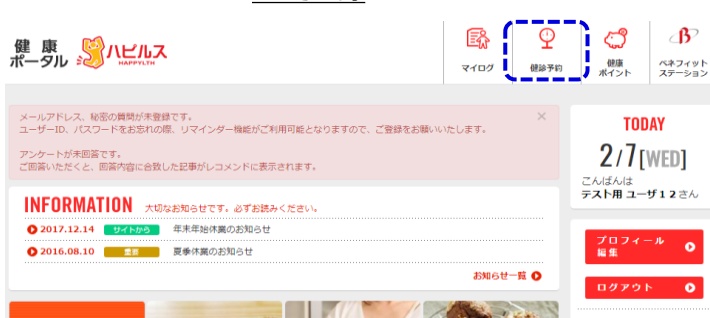 健康
ポータル
ハピルス
HAPPYLTH
マイログ
健診予約
健康
ポイント
ベネフィット
ステーション
メールアドレス、秘密の質問が未登録です。
ユーザーID、パスワードをお忘れの際、リマインダー機能がご利用可能となりますので、ご登録をお願いいたします。
アンケートが未回答です。
ご回答いただくと、回答内容に合致した記事がレコメンドに表示されます。
×
TODAY
2/7[WED]
こんばんは
テスト用 ユーザ12さん
INFORMATION 大切なお知らせです。必ずお読みください。
2017.12.14 サイトから 年末年始休業のお知らせ
2016.08.10 重要 夏季休業のお知らせ
お知らせ一覧
プロフィール
編集
ログアウト